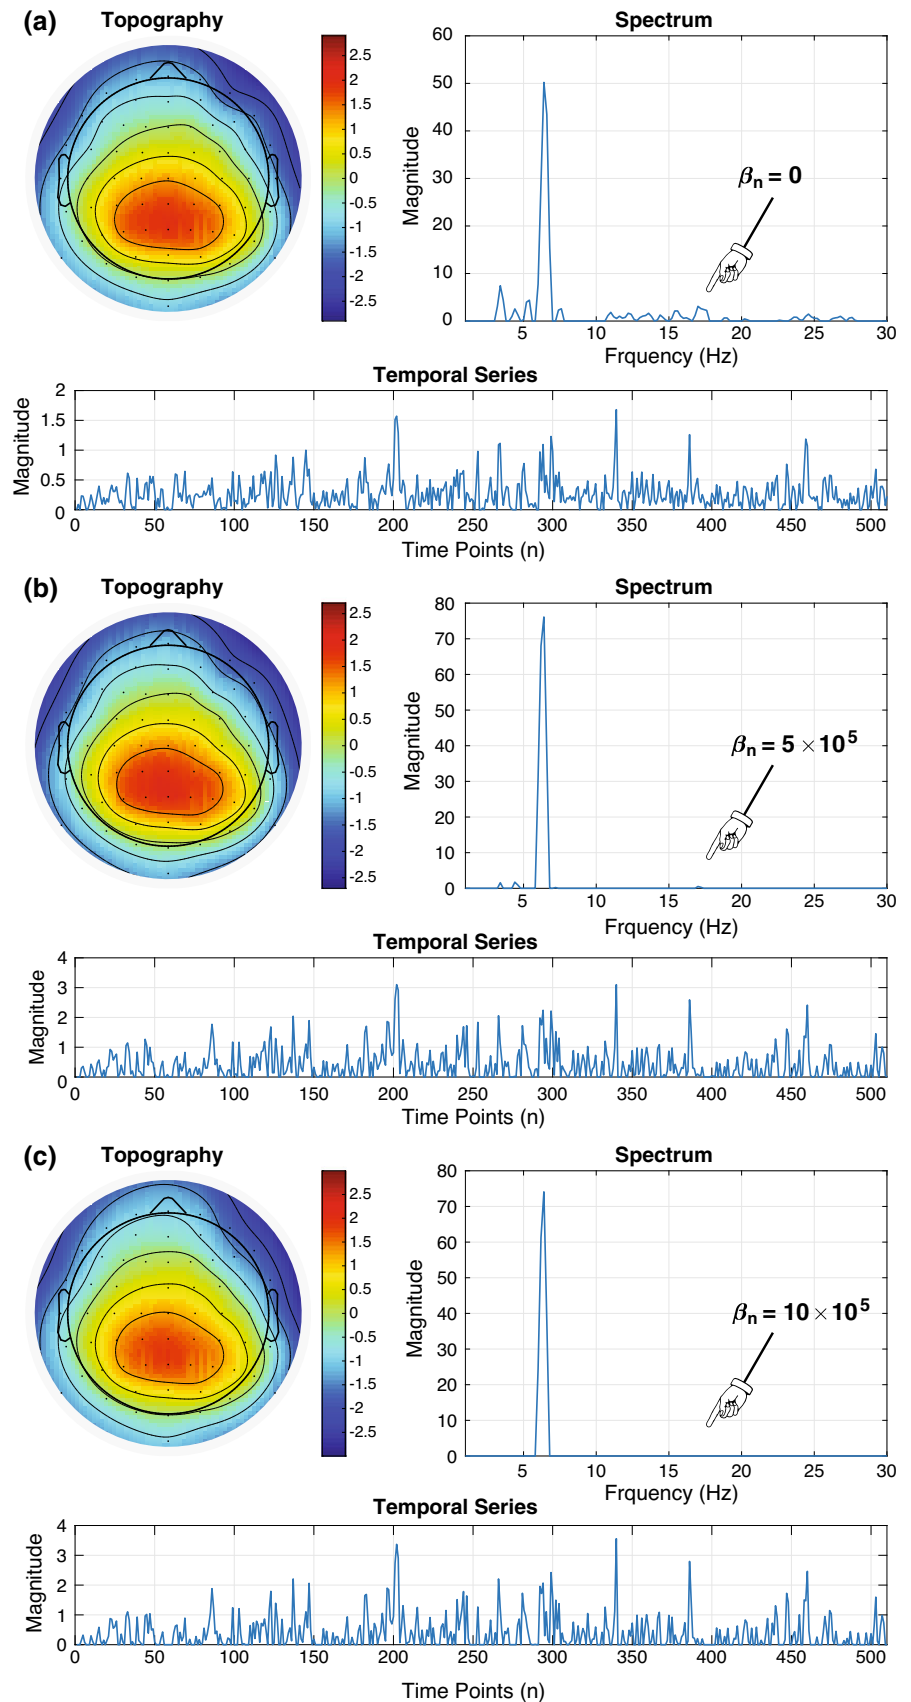 (a) Topography Spectrum
2.5
2
1.5
1
0.5
0
-0.5
-1
-1.5
-2
-2.5
Magnitude
60
50
40
30
20
10
0
βn = 0
5 10 15 20 25 30
Frquency (Hz)
Temporal Series
Magnitude
2
1.5
1
0.5
0
0 50 100 150 200 250 300 350 400 450 500
Time Points (n)
(b) Topography Spectrum
2.5
2
1.5
1
0.5
0
-0.5
-1
-1.5
-2
-2.5
Magnitude
80
70
60
50
40
30
20
10
0
βn = 5 ×10^5
5 10 15 20 25 30
Frquency (Hz)
Temporal Series
Magnitude
4
3
2
1
0
0 50 100 150 200 250 300 350 400 450 500
Time Points (n)
(c) Topography Spectrum
2.5
2
1.5
1
0.5
0
-0.5
-1
-1.5
-2
-2.5
Magnitude
80
70
60
50
40
30
20
10
0
βn = 10 ×10^5
5 10 15 20 25 30
Frquency (Hz)
Temporal Series
Magnitude
4
3
2
1
0
0 50 100 150 200 250 300 350 400 450 500
Time Points (n)